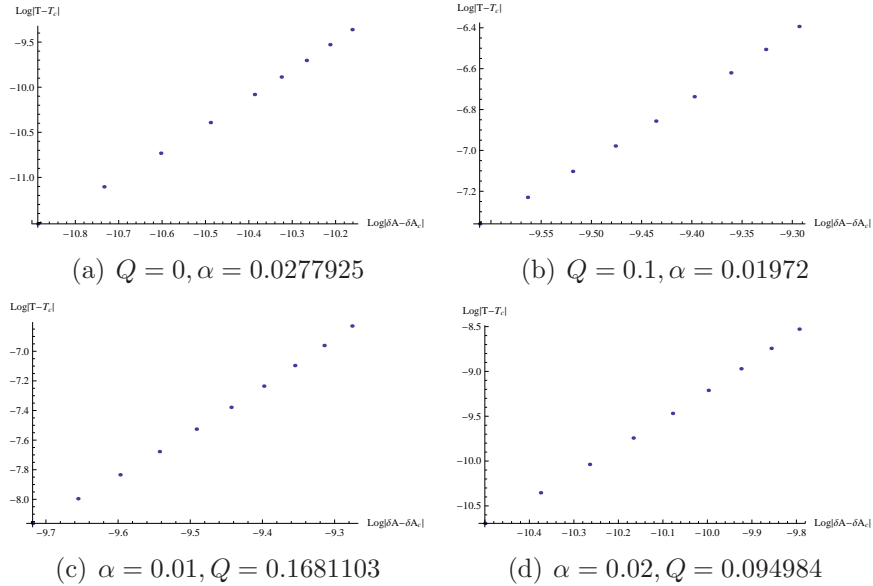 Log|T−T_c|
−9.5
−10.0
−10.5
−11.0
−10.8 −10.7 −10.6 −10.5 −10.4 −10.3 −10.2
Log|δA−δA_c|
(a) Q = 0, α = 0.0277925
Log|T−T_c|
−6.4
−6.6
−6.8
−7.0
−7.2
−9.55 −9.50 −9.45 −9.40 −9.35 −9.30
Log|δA−δA_c|
(b) Q = 0.1, α = 0.01972
Log|T−T_c|
−7.0
−7.2
−7.4
−7.6
−7.8
−8.0
−9.7 −9.6 −9.5 −9.4 −9.3
Log|δA−δA_c|
(c) α = 0.01, Q = 0.1681103
Log|T−T_c|
−8.5
−9.0
−9.5
−10.0
−10.5
−10.4 −10.3 −10.2 −10.1 −10.0 −9.9 −9.8
Log|δA−δA_c|
(d) α = 0.02, Q = 0.094984